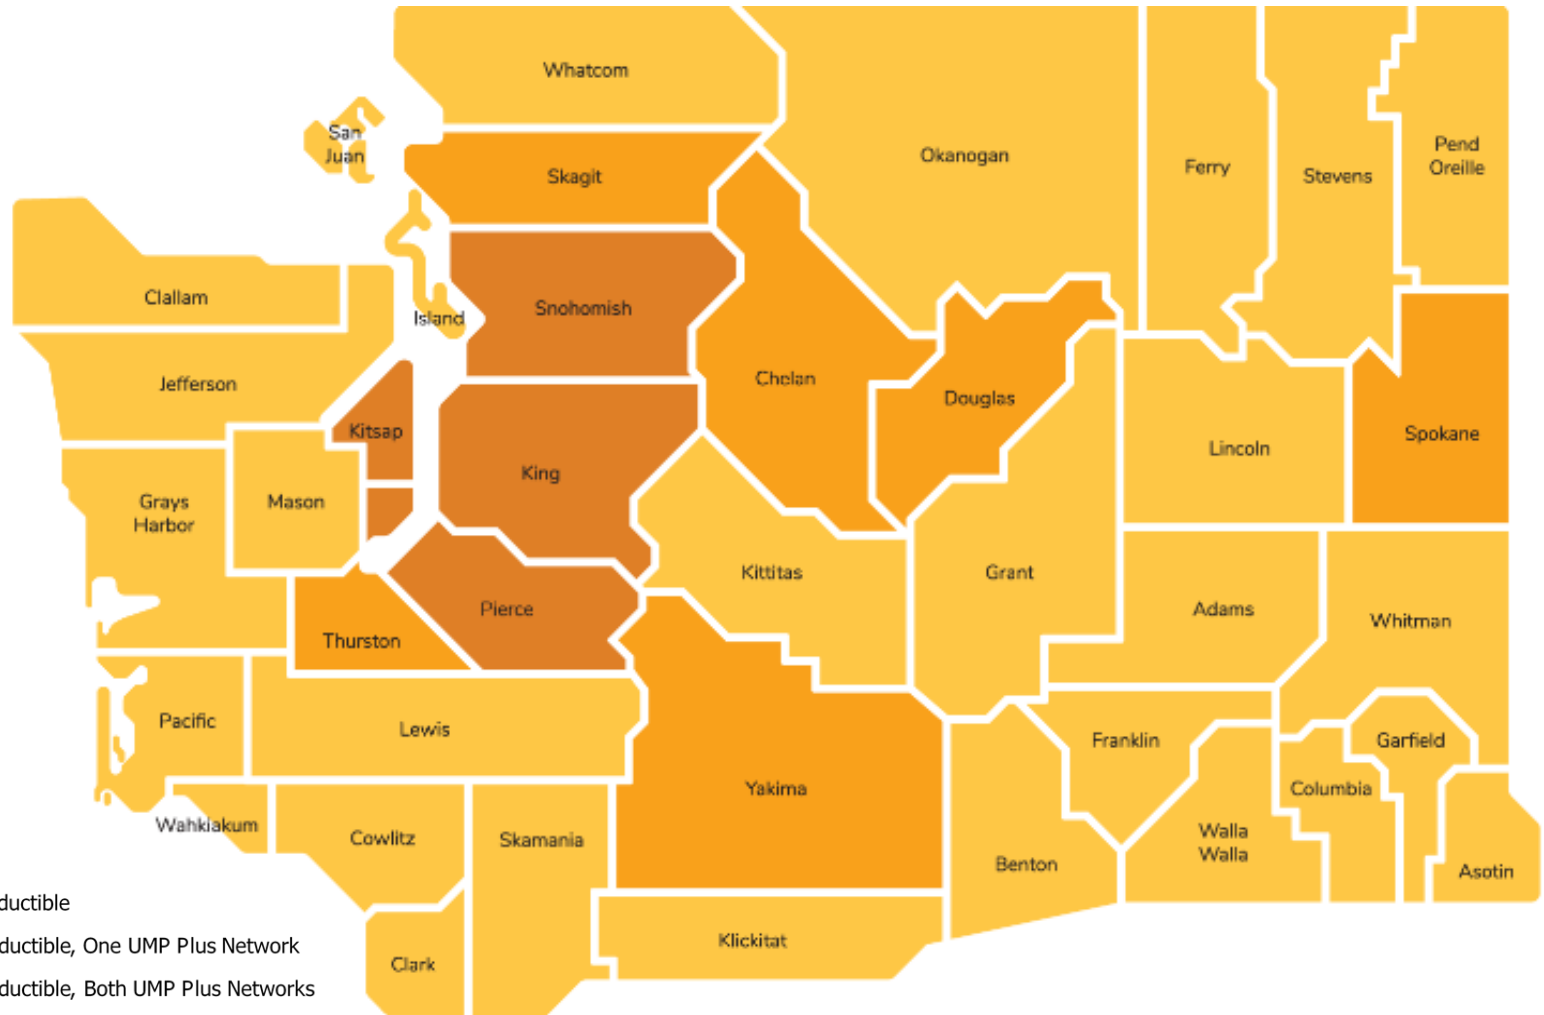 Whatcom
San
Juan
Skagit
Okanogan
Ferry
Stevens
Pend
Oreille
Clallam
Island
Snohomish
Jefferson
Kitsap
Chelan
Douglas
Spokane
Lincoln
King
Grays
Harbor
Mason
Kittitas
Grant
Adams
Whitman
Pierce
Thurston
Pacific
Lewis
Franklin
Garfield
Yakima
Columbia
Wahkiakum
Cowlitz
Skamania
Walla
Walla
Benton
Asotin
Klickitat
Clark
ductible
ductible, One UMP Plus Network
ductible, Both UMP Plus Networks